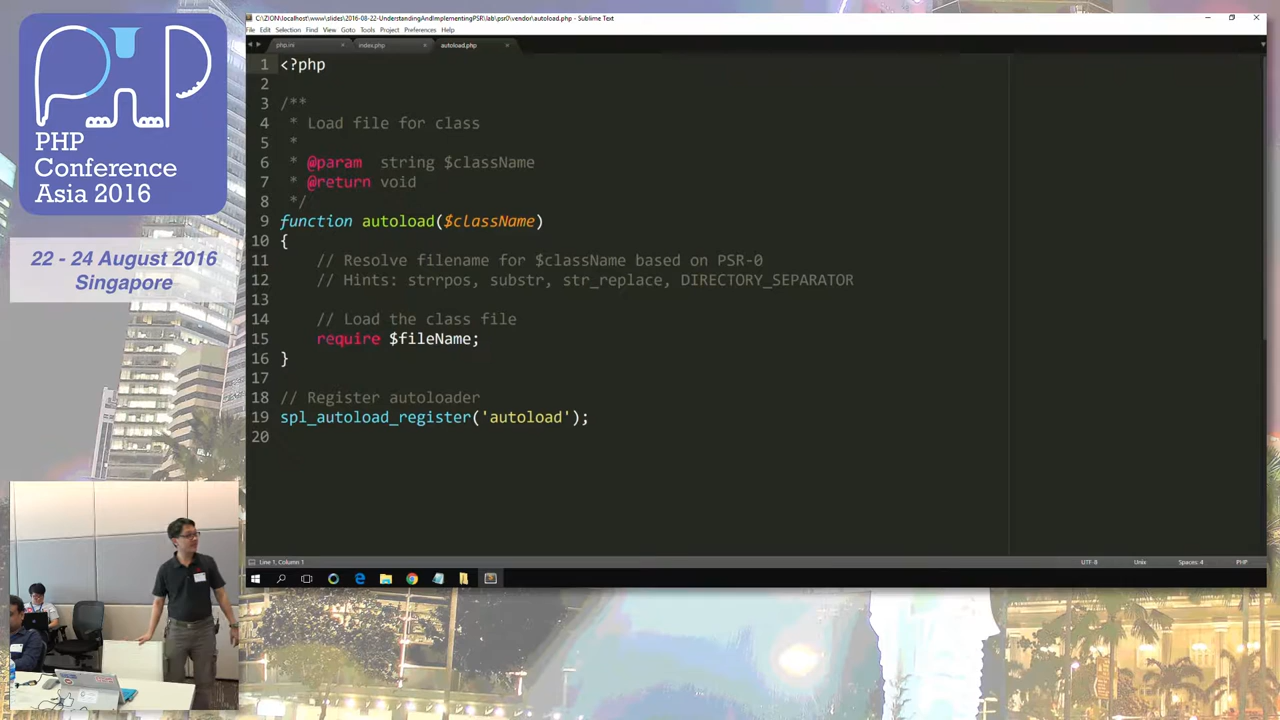 PHP
Conference
Asia 2016
22 - 24 August 2016
Singapore
C:\ZION\localhost\www\slides\2016-08-22-UnderstandingAndImplementingPSR\lab\psr0\vendor\autoload.php - Sublime Text
File Edit Selection Find View Goto Tools Project Preferences Help
php.ini index.php autoload.php
1 <?php
2
3 /**
4 * Load file for class
5 *
6 * @param string $className
7 * @return void
8 */
9 function autoload($className)
10 {
11 // Resolve filename for $className based on PSR-0
12 // Hints: strrpos, substr, str_replace, DIRECTORY_SEPARATOR
13
14 // Load the class file
15 require $fileName;
16 }
17
18 // Register autoloader
19 spl_autoload_register('autoload');
20
Line 1, Column 1 UTF-8 Unix Spaces: 4 PHP